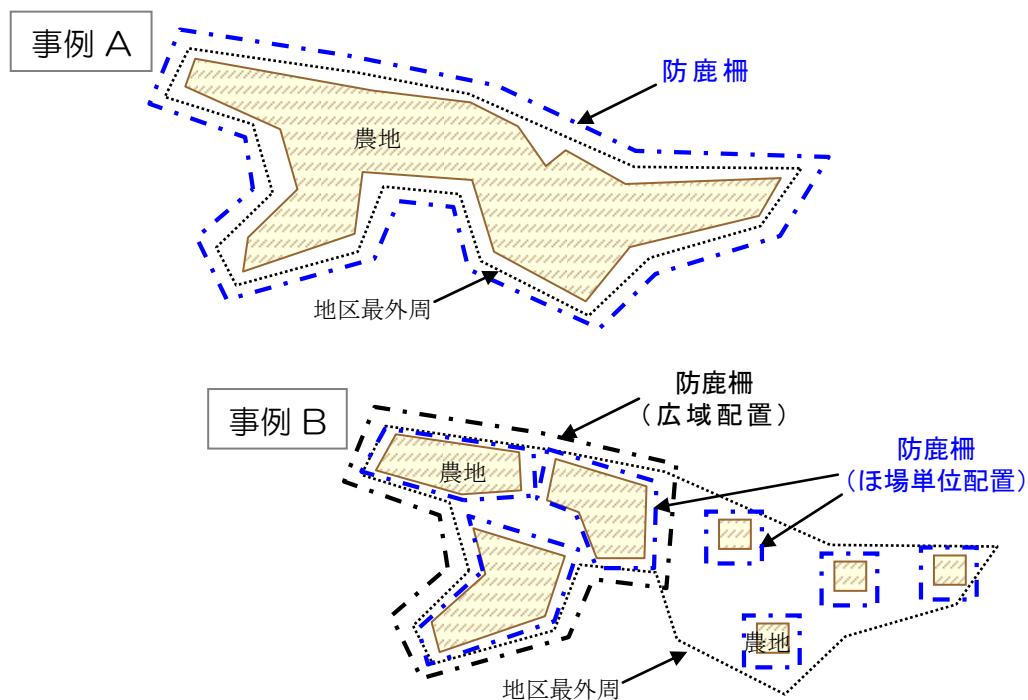 事例 A
防鹿柵
農地
地区最外周
事例 B
防鹿柵
（広域配置）
農地
防鹿柵
（ほ場単位配置）
農地
地区最外周